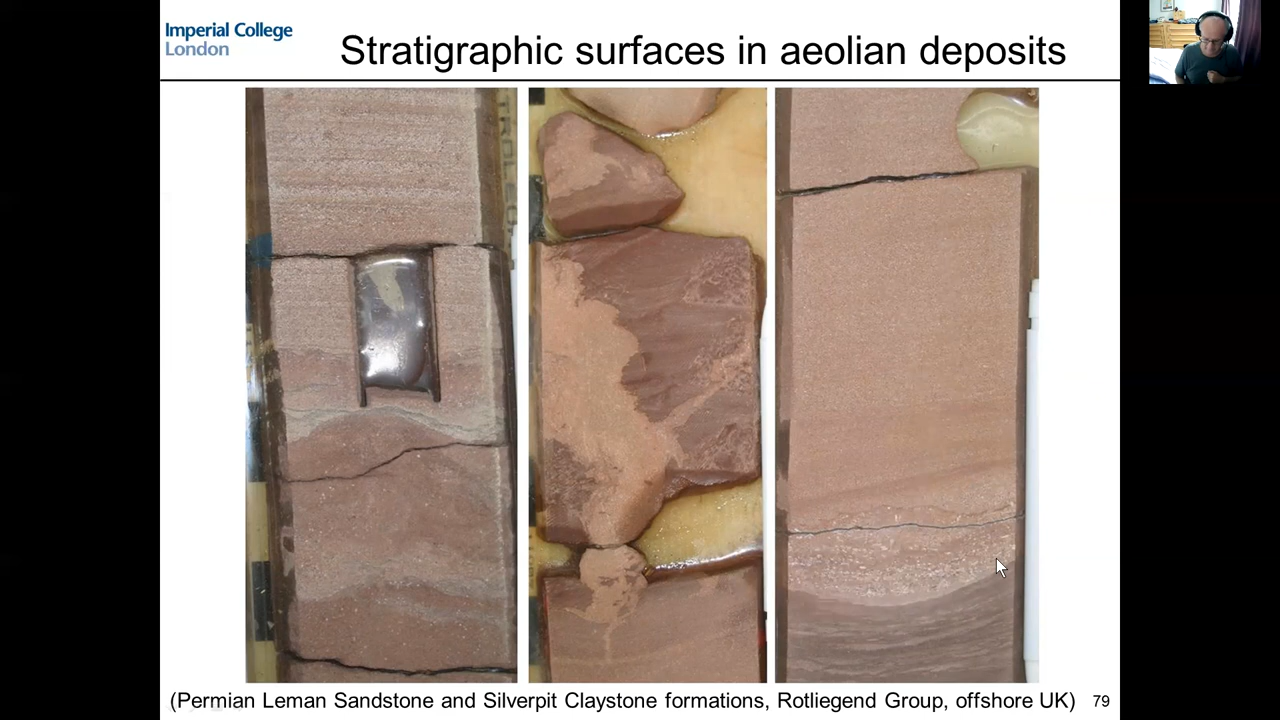 Imperial College
London
Stratigraphic surfaces in aeolian deposits
(Permian Leman Sandstone and Silverpit Claystone formations, Rotliegend Group, offshore UK)
79